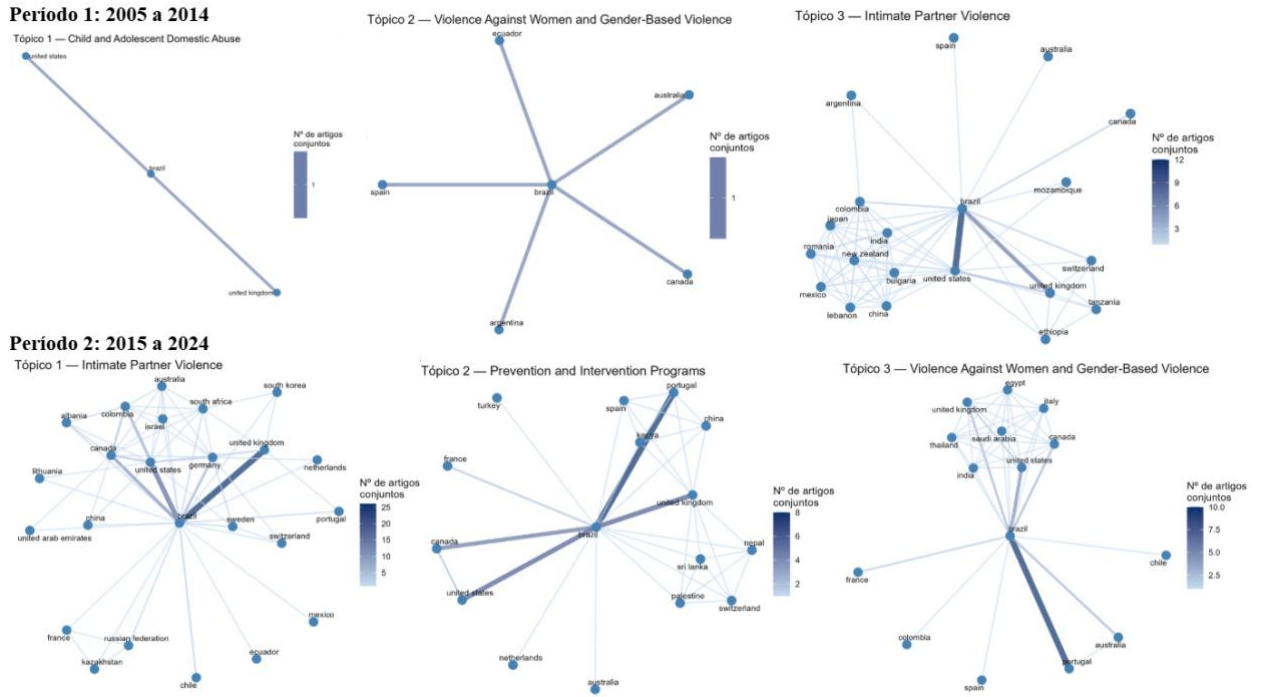 Período 1: 2005 a 2014
Tópico 1 — Child and Adolescent Domestic Abuse
united states
brazil
united kingdom
Nº de artigos
conjuntos
1
Tópico 2 — Violence Against Women and Gender-Based Violence
ecuador
australia
spain
brazil
canada
argentina
Nº de artigos
conjuntos
1
Tópico 3 — Intimate Partner Violence
spain
australia
argentina
canada
mozambique
colombia
brazil
japan
india
romania
new zealand
bulgaria
united states
switzerland
united kingdom
mexico
lebanon
china
tanzania
ethiopia
Nº de artigos
conjuntos
12
9
6
3
Período 2: 2015 a 2024
Tópico 1 — Intimate Partner Violence
australia
south korea
colombia
south africa
albania
israel
canada
united kingdom
united states
germany
netherlands
lithuania
china
brazil
sweden
portugal
united arab emirates
switzerland
mexico
france
russian federation
kazakhstan
ecuador
chile
Nº de artigos
conjuntos
25
20
15
10
5
Tópico 2 — Prevention and Intervention Programs
portugal
turkey
spain
china
kenya
france
united kingdom
brazil
canada
nepal
sri lanka
united states
palestine
switzerland
netherlands
australia
Nº de artigos
conjuntos
8
6
4
2
Tópico 3 — Violence Against Women and Gender-Based Violence
egypt
united kingdom
italy
thailand
saudi arabia
canada
united states
india
brazil
chile
france
colombia
australia
portugal
spain
Nº de artigos
conjuntos
10.0
7.5
5.0
2.5